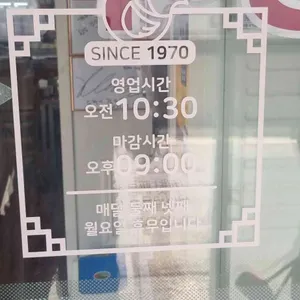 SINCE 1970
영업시간
오전 10:30
마감시간
오후 09:00
매달 둘째 넷째
월요일 휴무입니다